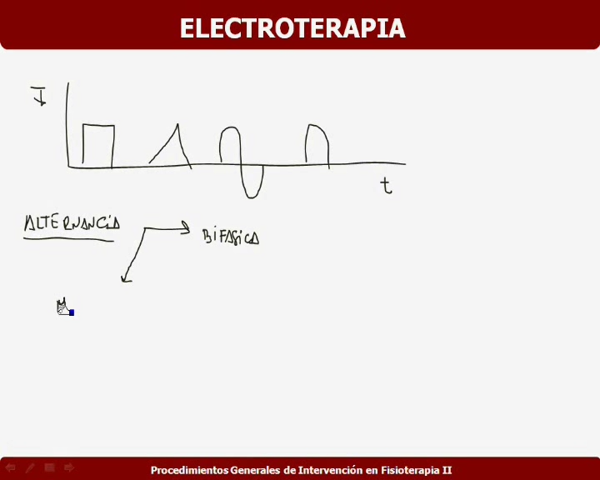 ELECTROTERAPIA
I
t
ALTERNANCIA
BIFASICA
M
Procedimientos Generales de Intervención en Fisioterapia II